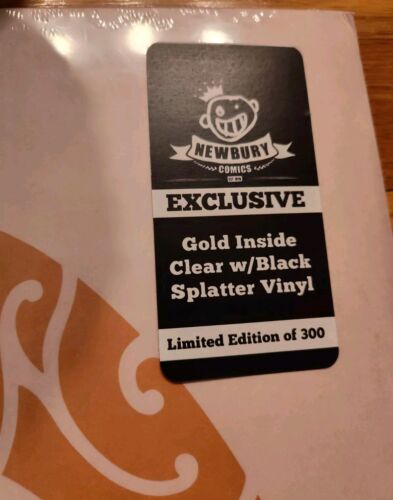 NEWBURY
COMICS
EXCLUSIVE
Gold Inside
Clear w/Black
Splatter Vinyl
Limited Edition of 300